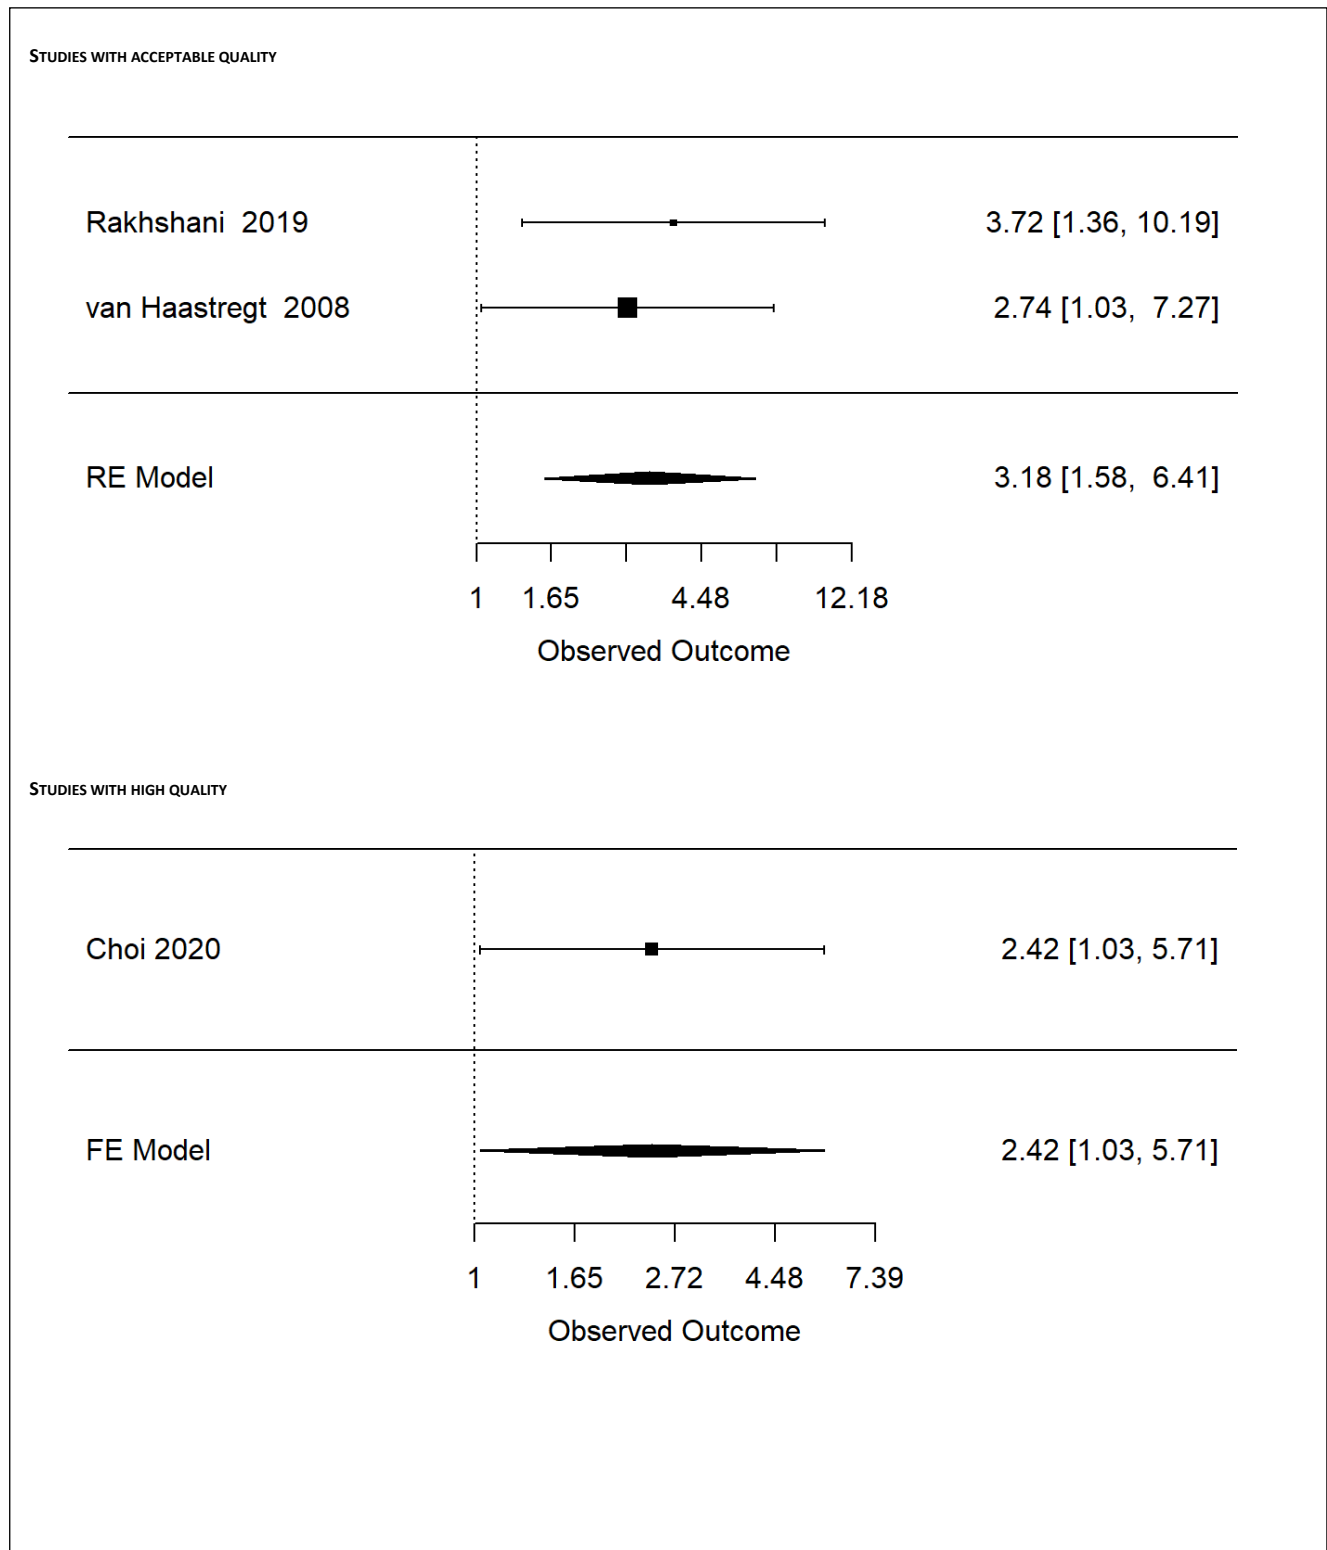 STUDIES WITH ACCEPTABLE QUALITY
Rakhshani 2019 3.72 [1.36, 10.19]
van Haastregt 2008 2.74 [1.03, 7.27]
RE Model 3.18 [1.58, 6.41]
1 1.65 4.48 12.18
Observed Outcome
STUDIES WITH HIGH QUALITY
Choi 2020 2.42 [1.03, 5.71]
FE Model 2.42 [1.03, 5.71]
1 1.65 2.72 4.48 7.39
Observed Outcome